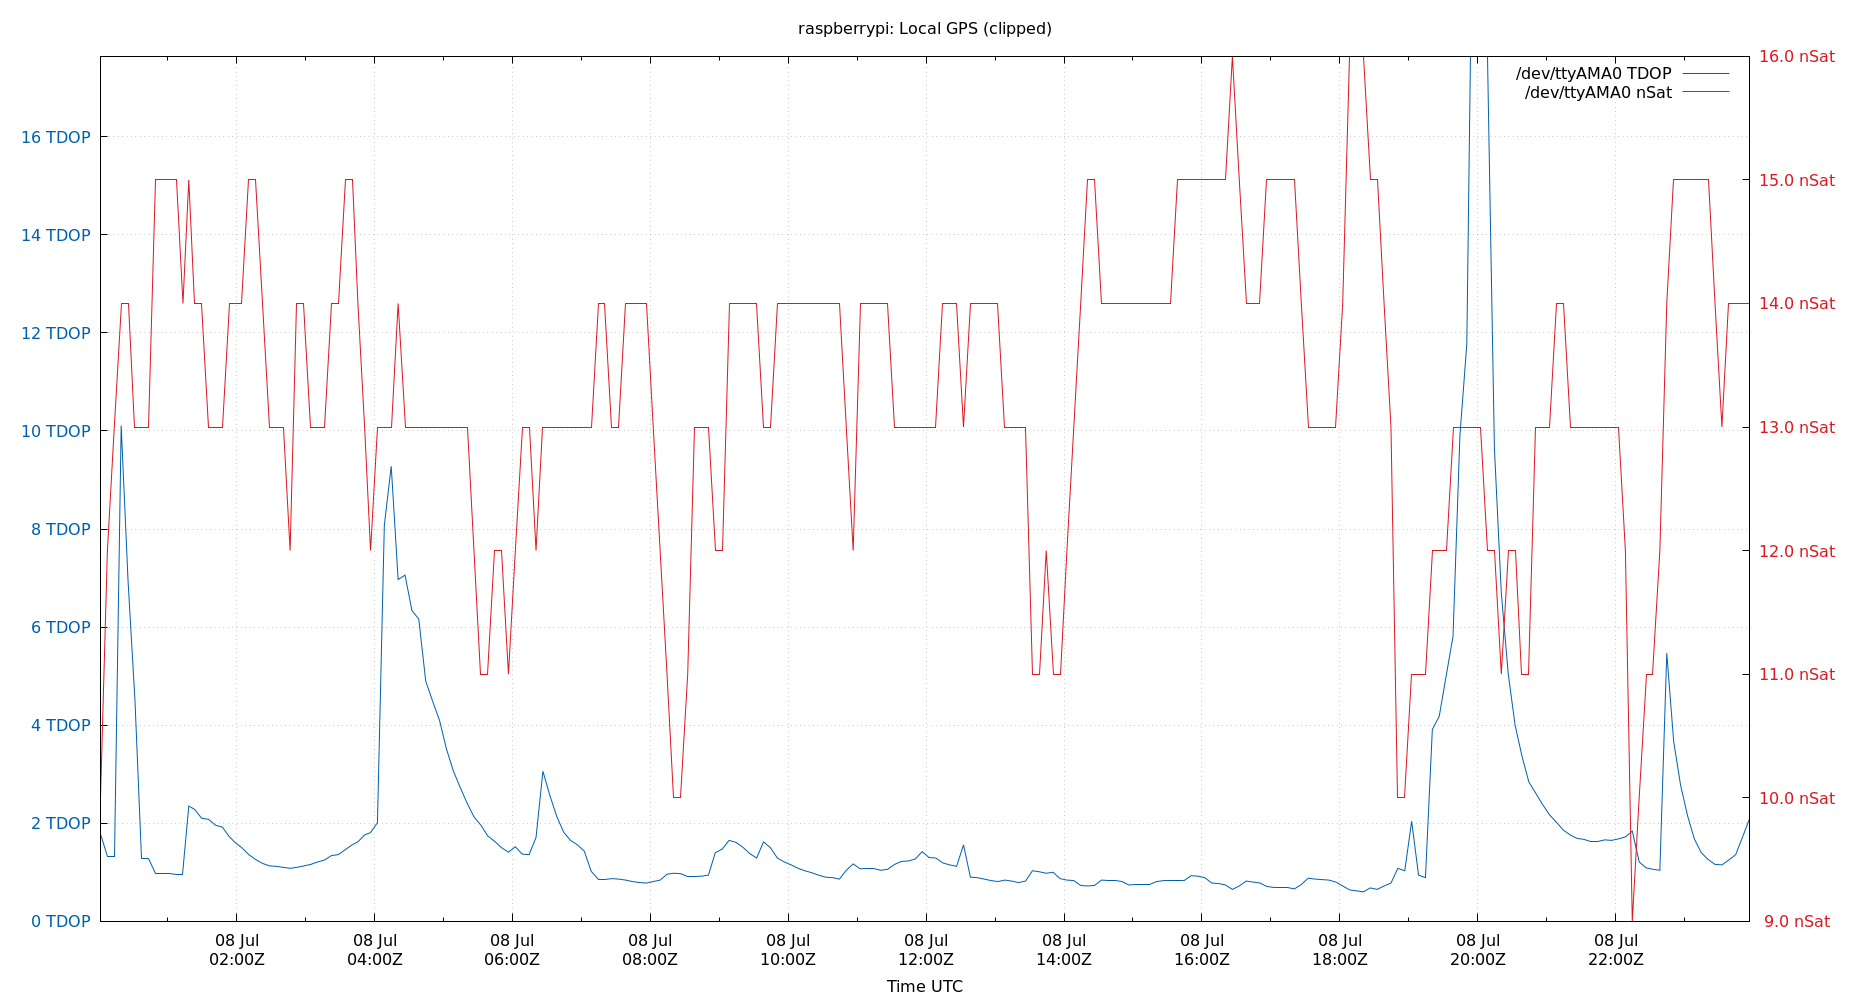 raspberrypi: Local GPS (clipped)
/dev/ttyAMA0 TDOP
/dev/ttyAMA0 nSat
16 TDOP
14 TDOP
12 TDOP
10 TDOP
8 TDOP
6 TDOP
4 TDOP
2 TDOP
0 TDOP
16.0 nSat
15.0 nSat
14.0 nSat
13.0 nSat
12.0 nSat
11.0 nSat
10.0 nSat
9.0 nSat
08 Jul 08 Jul 08 Jul 08 Jul 08 Jul 08 Jul 08 Jul 08 Jul 08 Jul 08 Jul 08 Jul
02:00Z 04:00Z 06:00Z 08:00Z 10:00Z 12:00Z 14:00Z 16:00Z 18:00Z 20:00Z 22:00Z
Time UTC